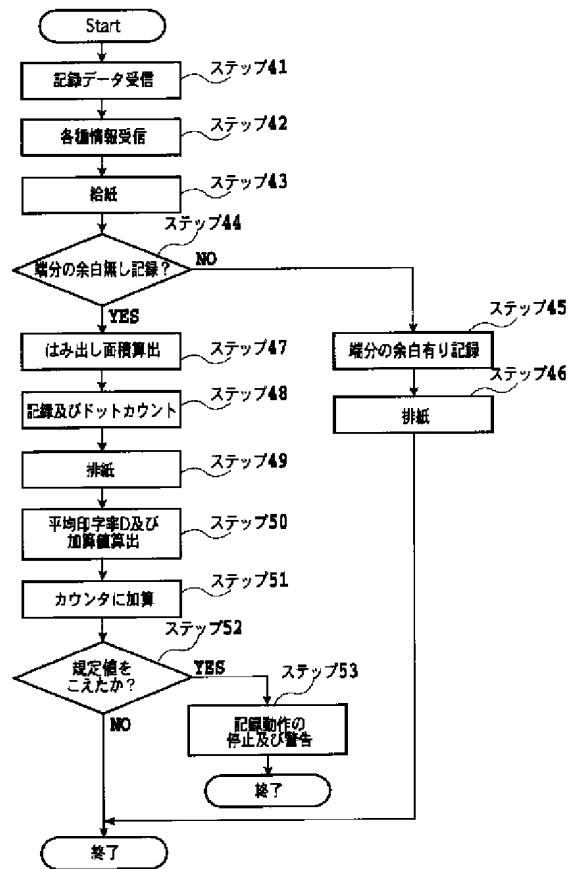 Start
記録データ受信
ステップ41
各種情報受信
ステップ42
給紙
ステップ43
ステップ44
端分の余白無し記録?
NO
YES
ステップ45
端分の余白有り記録
ステップ46
排紙
はみ出し面積算出
ステップ47
記録及びドットカウント
ステップ48
排紙
ステップ49
平均印字率D及び
加算値算出
ステップ50
カウンタに加算
ステップ51
ステップ52
規定値を
こえたか?
YES
NO
ステップ53
記録動作の
停止及び警告
終了
終了